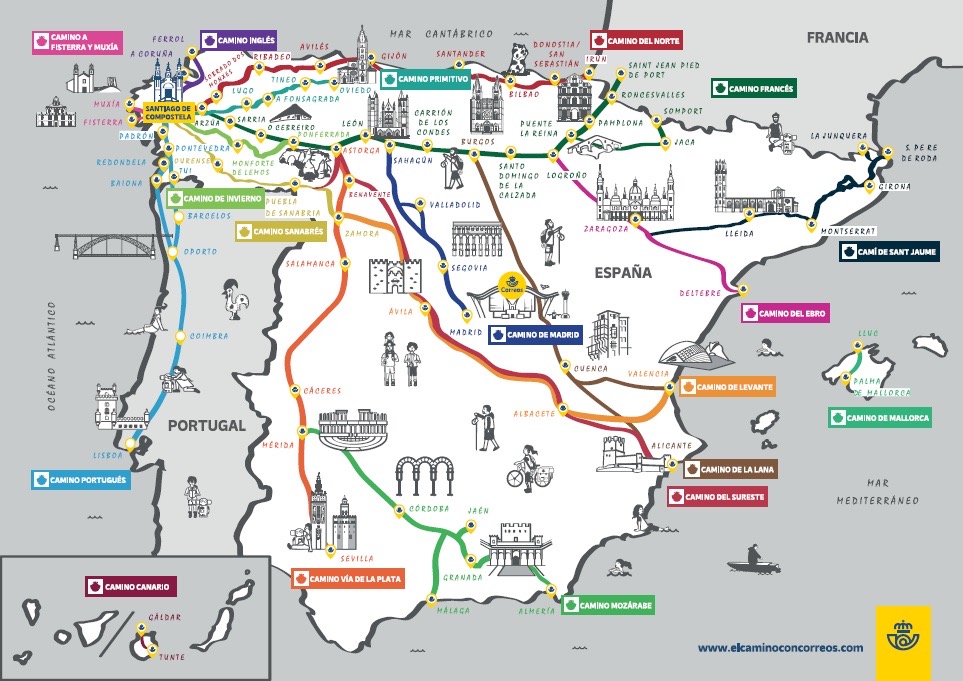 MAR CANTÁBRICO
FRANCIA
CAMINO A
FISTERRA Y MUXÍA
FERROL
A CORUÑA
CAMINO INGLÉS
SOBRADO DOS
MONXES
RIBADEO
AVILÉS
GIJÓN
SANTANDER
DONOSTIA/
SAN
SEBASTIÁN
CAMINO DEL NORTE
IRÚN
SAINT JEAN PIED
DE PORT
CAMINO PRIMITIVO
CAMINO FRANCÉS
TINEO
LUGO
A FONSAGRADA
OVIEDO
BILBAO
RONCESVALLES
SOMPORT
MUXÍA
FISTERRA
SANTIAGO DE
COMPOSTELA
ARZÚA
SARRIA
O CEBREIRO
PONFERRADA
LEÓN
CARRIÓN
DE LOS
CONDES
PUENTE
LA REINA
PAMPLONA
JACA
PADRÓN
PONTEVEDRA
REDONDELA
OURENSE
TUI
BAIONA
MONFORTE
DE LEMOS
ASTORGA
SAHAGÚN
BURGOS
SANTO
DOMINGO
DE LA
CALZADA
LOGROÑO
LA JUNQUERA
S. PERE
DE RODA
GIRONA
CAMINO DE INVIERNO
PUEBLA
DE SANABRIA
BENAVENTE
VALLADOLID
BARCELOS
CAMINO SANABRÉS
ZAMORA
ZARAGOZA
LLEIDA
MONTSERRAT
OPORTO
SALAMANCA
SEGOVIA
CAMÍ DE SANT JAUME
ESPAÑA
Correos
DELTEBRE
CAMINO DEL EBRO
OCÉANO ATLÁNTICO
ÁVILA
MADRID
CAMINO DE MADRID
COIMBRA
CUENCA
VALENCIA
LLUC
PALMA
DE MALLORCA
CÁCERES
CAMINO DE LEVANTE
ALBACETE
CAMINO DE MALLORCA
PORTUGAL
MÉRIDA
ALICANTE
LISBOA
CAMINO PORTUGUÉS
CAMINO DE LA LANA
CAMINO DEL SURESTE
MAR
MEDITERRÁNEO
CÓRDOBA
JAÉN
SEVILLA
CAMINO VÍA DE LA PLATA
GRANADA
MÁLAGA
ALMERÍA
CAMINO MOZÁRABE
CAMINO CANARIO
GÁLDAR
TUNTE
www.elcaminoconcorreos.com